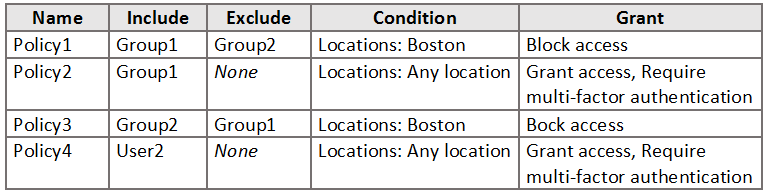 Name Include Exclude Condition Grant
Policy1 Group1 Group2 Locations: Boston Block access
Policy2 Group1 None Locations: Any location Grant access, Require
multi-factor authentication
Policy3 Group2 Group1 Locations: Boston Bock access
Policy4 User2 None Locations: Any location Grant access, Require
multi-factor authentication